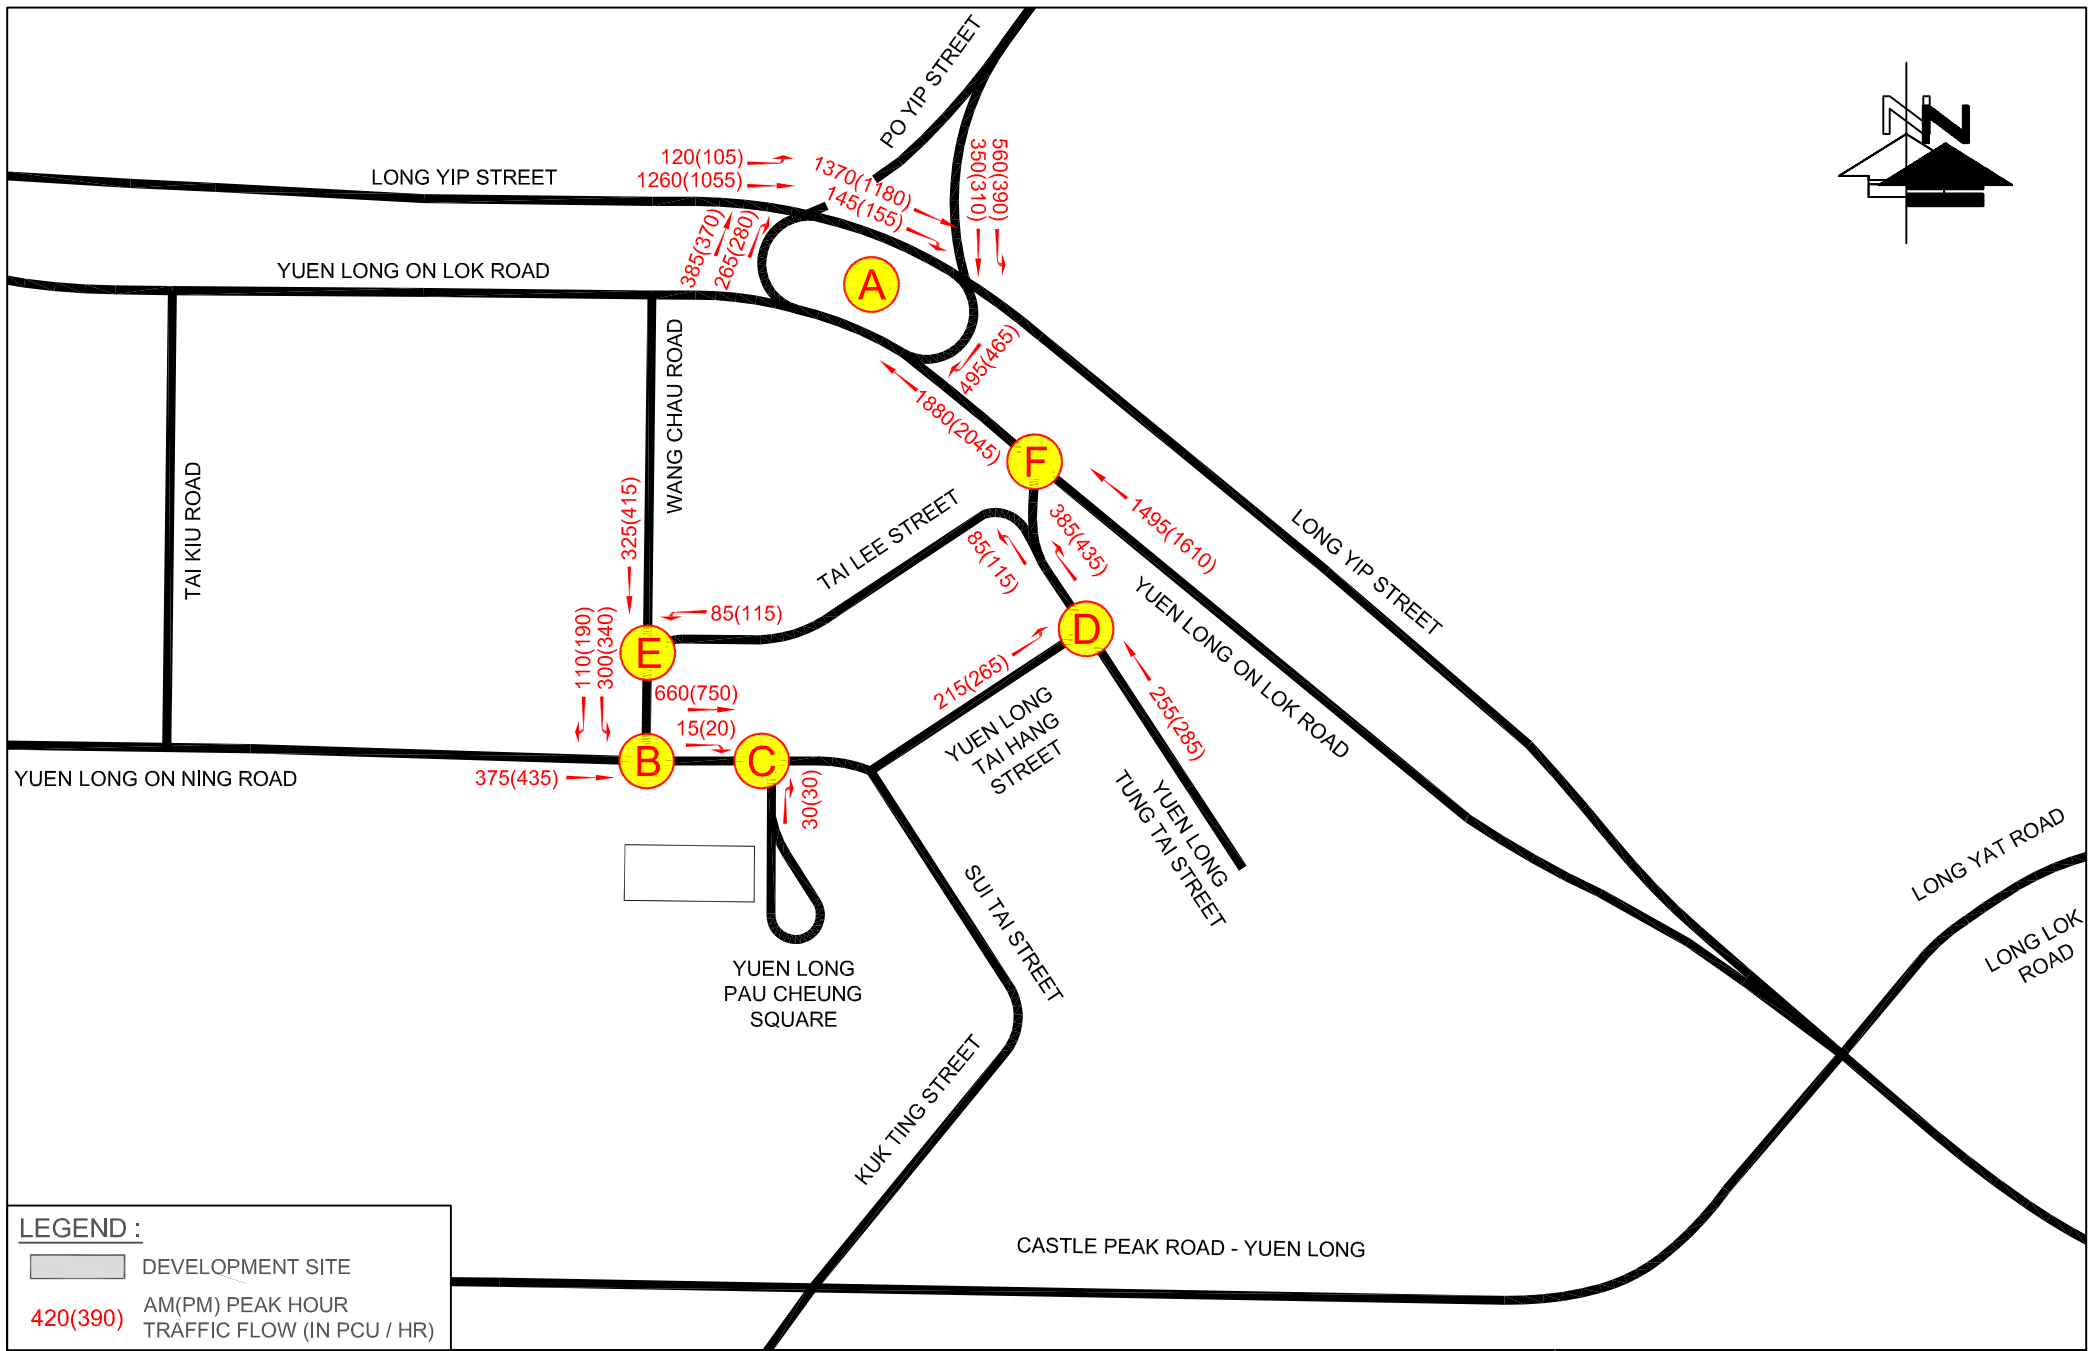 PO YIP STREET
LONG YIP STREET
120(105)
1260(1055)
1370(1180)
145(155)
560(390)
350(310)
N
N
385(370)
265(280)
A
YUEN LONG ON LOK ROAD
WANG CHAU ROAD
495(465)
1880(2045)
F
1495(1610)
LONG YIP STREET
TAI KIU ROAD
325(415)
TAI LEE STREET
85(115)
385(435)
YUEN LONG ON LOK ROAD
85(115)
110(190)
300(340)
E
D
215(265)
255(285)
660(750)
15(20)
B
C
YUEN LONG
TAI HANG
STREET
YUEN LONG ON NING ROAD
375(435)
30(30)
YUEN LONG
TUNG TAI STREET
SUI TAI STREET
LONG YAT ROAD
LONG LOK
ROAD
YUEN LONG
PAU CHEUNG
SQUARE
KUK TING STREET
CASTLE PEAK ROAD - YUEN LONG
LEGEND :
DEVELOPMENT SITE
420(390)
AM(PM) PEAK HOUR
TRAFFIC FLOW (IN PCU / HR)